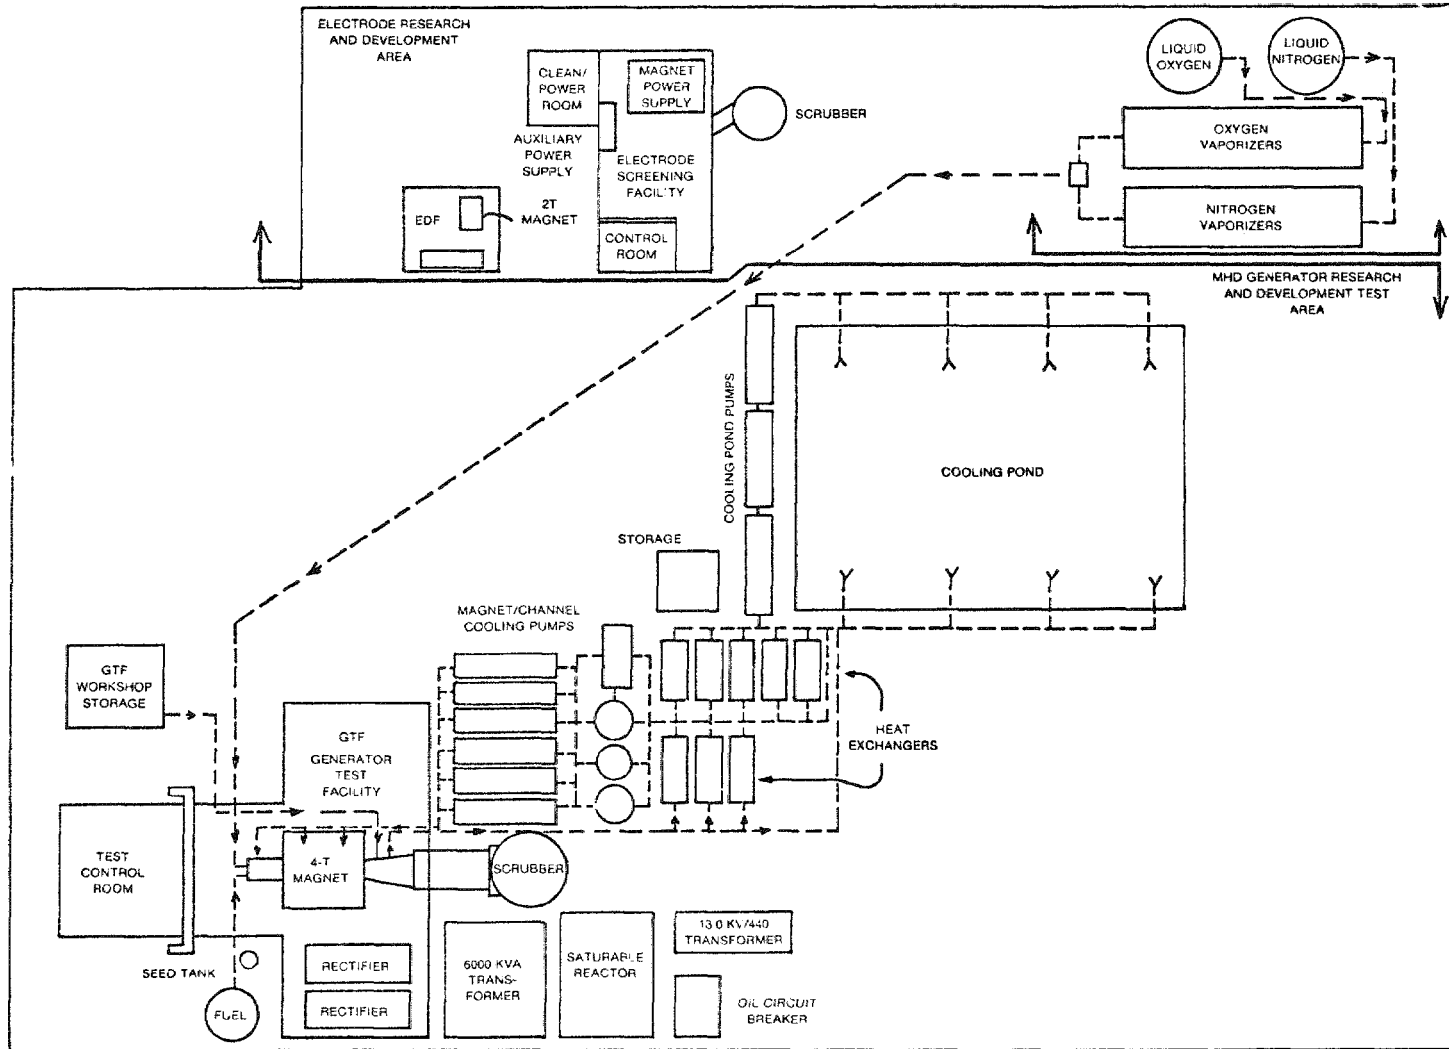 ELECTRODE RESEARCH
AND DEVELOPMENT
AREA
CLEAN/
POWER
ROOM
MAGNET
POWER
SUPPLY
SCRUBBER
AUXILIARY
POWER
SUPPLY
ELECTRODE
SCREENING
FACILITY
EDF
2T
MAGNET
CONTROL
ROOM
LIQUID
OXYGEN
LIQUID
NITROGEN
OXYGEN
VAPORIZERS
NITROGEN
VAPORIZERS
MHD GENERATOR RESEARCH
AND DEVELOPMENT TEST
AREA
COOLING POND PUMPS
COOLING POND
STORAGE
MAGNET/CHANNEL
COOLING PUMPS
GTF
WORKSHOP
STORAGE
GTF
GENERATOR
TEST
FACILITY
HEAT
EXCHANGERS
TEST
CONTROL
ROOM
4-T
MAGNET
SCRUBBER
SEED TANK
FUEL
RECTIFIER
RECTIFIER
6000 KVA
TRANS-
FORMER
SATURABLE
REACTOR
13.0 KV/440
TRANSFORMER
OIL CIRCUIT
BREAKER